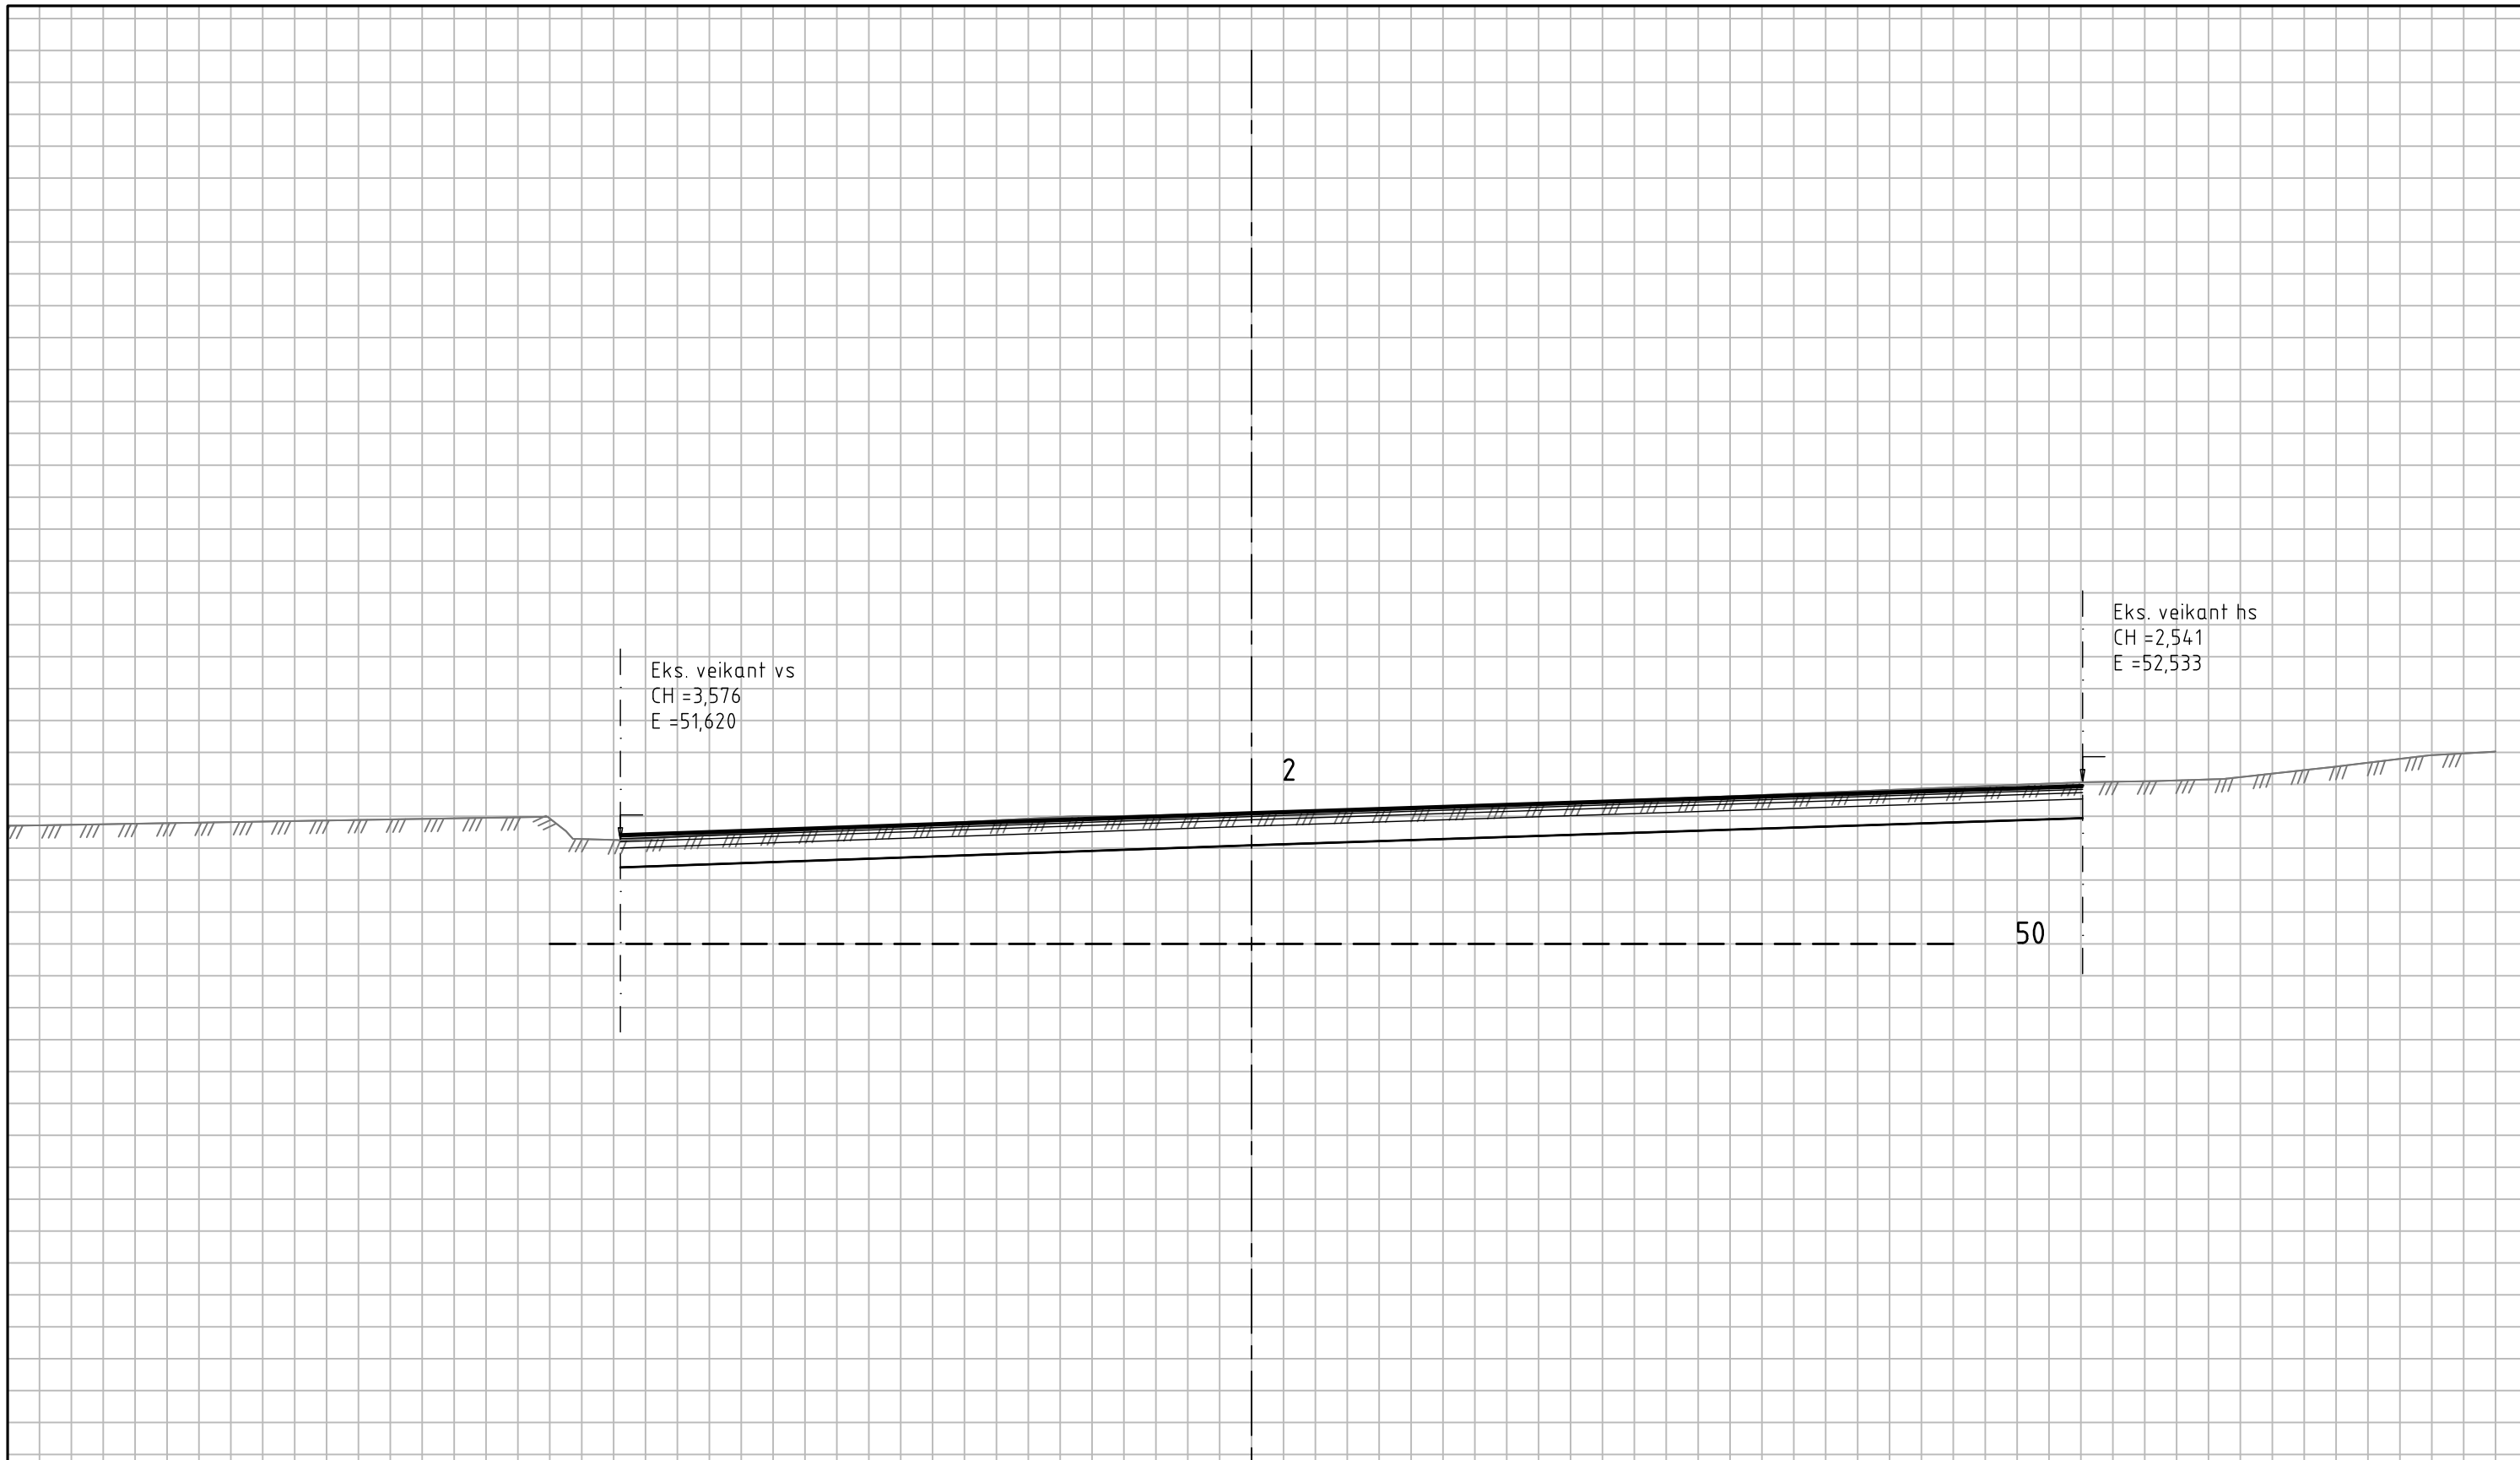 Eks. veikant hs
CH =2,541
E =52,533
Eks. veikant vs
CH =3,576
E =51,620
2
50